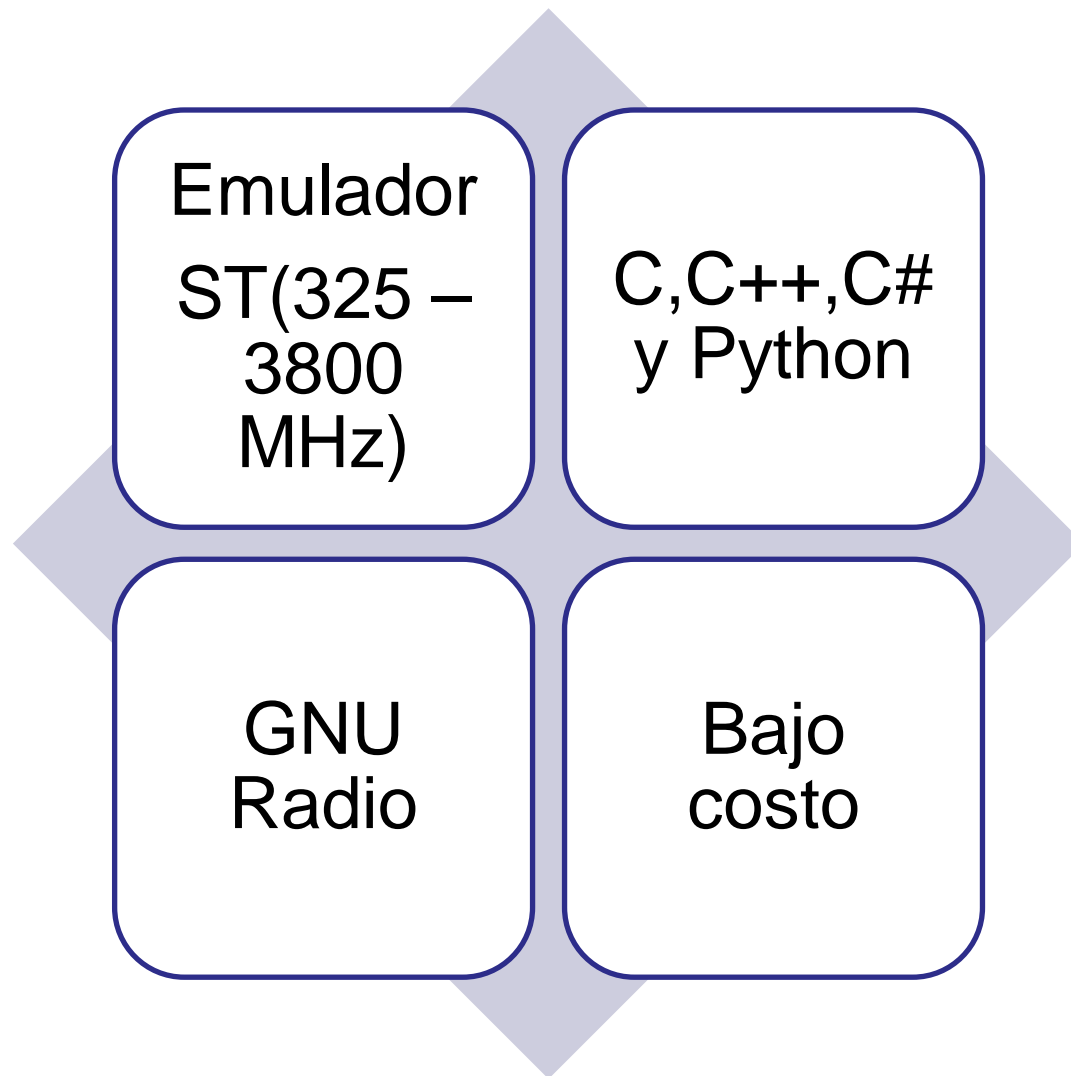 Emulador
ST(325 –
3800
MHz)
C,C++,C#
y Python
GNU
Radio
Bajo
costo